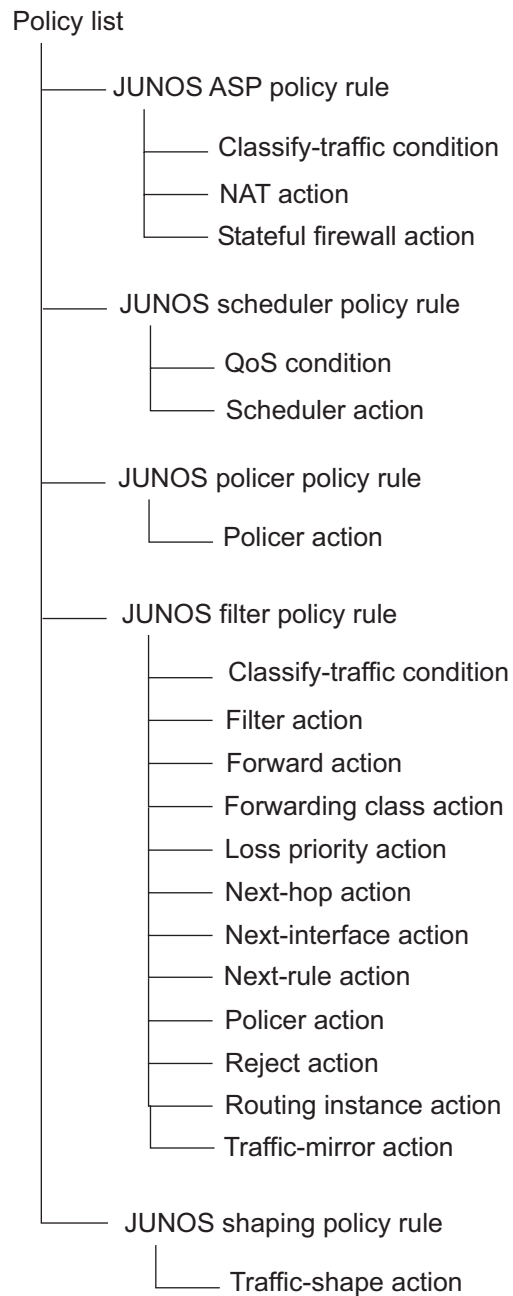 Policy list
JUNOS ASP policy rule
Classify-traffic condition
NAT action
Stateful firewall action
JUNOS scheduler policy rule
QoS condition
Scheduler action
JUNOS policer policy rule
Policer action
JUNOS filter policy rule
Classify-traffic condition
Filter action
Forward action
Forwarding class action
Loss priority action
Next-hop action
Next-interface action
Next-rule action
Policer action
Reject action
Routing instance action
Traffic-mirror action
JUNOS shaping policy rule
Traffic-shape action